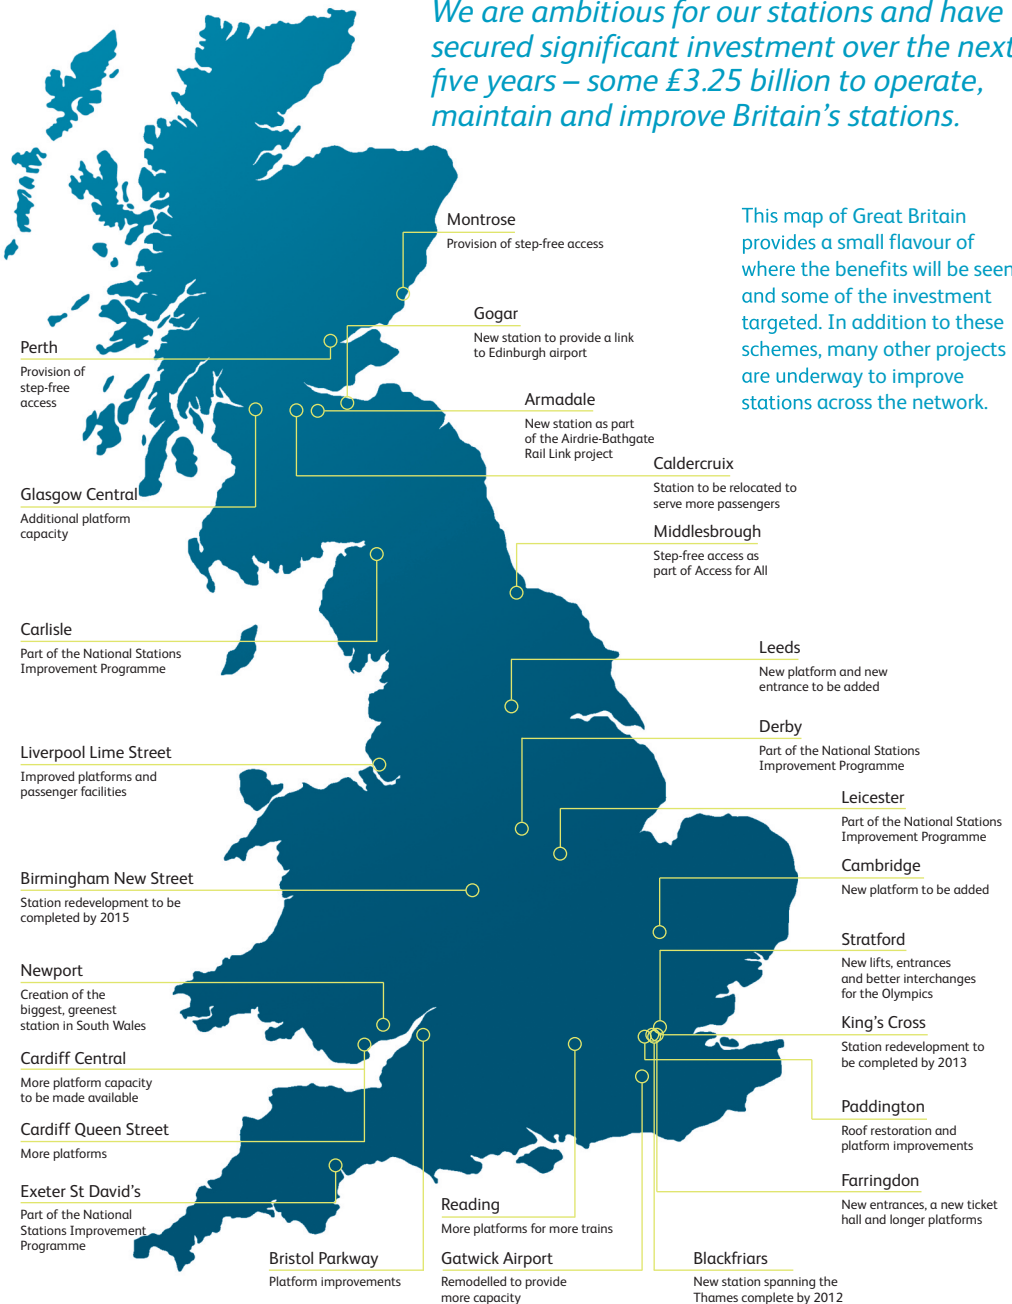 We are ambitious for our stations and have
secured significant investment over the next
five years – some £3.25 billion to operate,
maintain and improve Britain's stations.
This map of Great Britain
provides a small flavour of
where the benefits will be seen
and some of the investment
targeted. In addition to these
schemes, many other projects
are underway to improve
stations across the network.
Montrose
Provision of step-free access
Gogar
New station to provide a link
to Edinburgh airport
Perth
Provision of
step-free
access
Armadale
New station as part
of the Airdrie-Bathgate
Rail Link project
Caldercruix
Station to be relocated to
serve more passengers
Glasgow Central
Additional platform
capacity
Middlesbrough
Step-free access as
part of Access for All
Carlisle
Part of the National Stations
Improvement Programme
Leeds
New platform and new
entrance to be added
Derby
Part of the National Stations
Improvement Programme
Liverpool Lime Street
Improved platforms and
passenger facilities
Leicester
Part of the National Stations
Improvement Programme
Cambridge
New platform to be added
Birmingham New Street
Station redevelopment to be
completed by 2015
Stratford
New lifts, entrances
and better interchanges
for the Olympics
Newport
Creation of the
biggest, greenest
station in South Wales
King's Cross
Station redevelopment to
be completed by 2013
Cardiff Central
More platform capacity
to be made available
Paddington
Roof restoration and
platform improvements
Cardiff Queen Street
More platforms
Farringdon
New entrances, a new ticket
hall and longer platforms
Exeter St David's
Part of the National
Stations Improvement
Programme
Reading
More platforms for more trains
Bristol Parkway
Platform improvements
Gatwick Airport
Remodelled to provide
more capacity
Blackfriars
New station spanning the
Thames complete by 2012